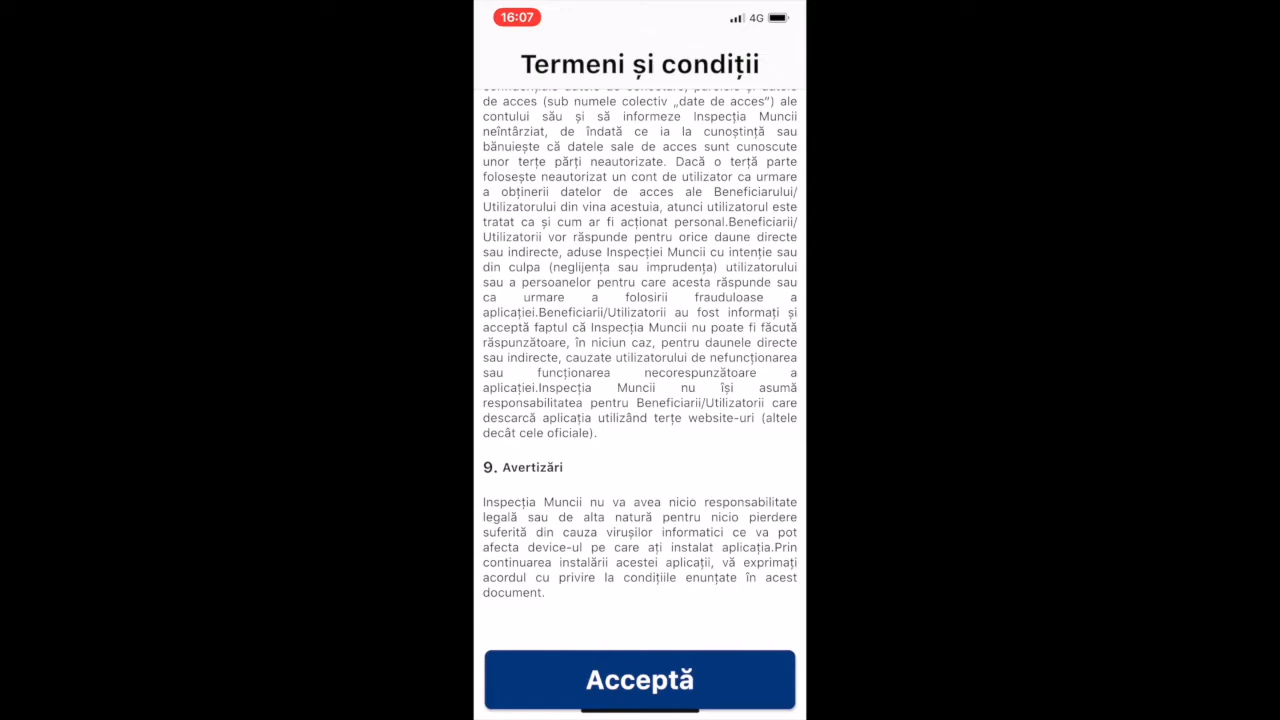 16:07
4G
Termeni și condiții
de acces (sub numele colectiv „date de acces”) ale
contului său și să informeze Inspecția Muncii
neîntârziat, de îndată ce ia la cunoștință sau
bănuiește că datele sale de acces sunt cunoscute
unor terțe părți neautorizate. Dacă o terță parte
folosește neautorizat un cont de utilizator ca urmare
a obținerii datelor de acces ale Beneficiarului/
Utilizatorului din vina acestuia, atunci utilizatorul este
tratat ca și cum ar fi acționat personal.Beneficiarii/
Utilizatorii vor răspunde pentru orice daune directe
sau indirecte, aduse Inspecției Muncii cu intenție sau
din culpa (neglijența sau imprudența) utilizatorului
sau a persoanelor pentru care acesta răspunde sau
ca urmare a folosirii frauduloase a
aplicației.Beneficiarii/Utilizatorii au fost informați și
acceptă faptul că Inspecția Muncii nu poate fi făcută
răspunzătoare, în niciun caz, pentru daunele directe
sau indirecte, cauzate utilizatorului de nefuncționarea
sau funcționarea necorespunzătoare a
aplicației.Inspecția Muncii nu își asumă
responsabilitatea pentru Beneficiarii/Utilizatorii care
descarcă aplicația utilizând terțe website-uri (altele
decât cele oficiale).
9. Avertizări
Inspecția Muncii nu va avea nicio responsabilitate
legală sau de alta natură pentru nicio pierdere
suferită din cauza virușilor informatici ce va pot
afecta device-ul pe care ați instalat aplicația.Prin
continuarea instalării acestei aplicații, vă exprimați
acordul cu privire la condițiile enunțate în acest
document.
Acceptă